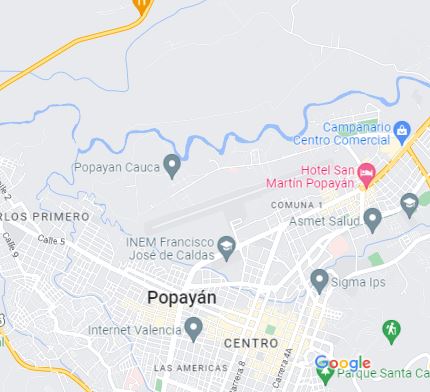 Campanario
Centro Comercial
Popayan Cauca
Hotel San
Martín Popayán
Calle 2
COMUNA 1
RLOS PRIMERO
Asmet Salud
Calle 5
INEM Francisco
José de Caldas
Calle 9
Sigma Ips
Popayán
Internet Valencia
CENTRO
Carrera 4A
LAS AMERICAS
Google
Parque Santa Ca
Carrera 8